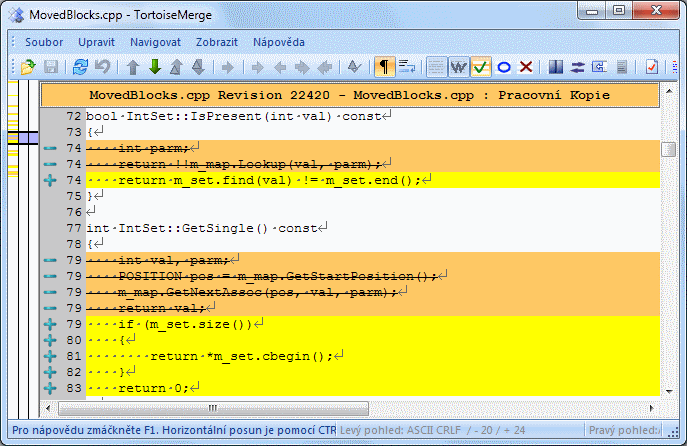 MovedBlocks.cpp - TortoiseMerge
Soubor Upravit Navigovat Zobrazit Nápověda
MovedBlocks.cpp Revision 22420 - MovedBlocks.cpp : Pracovní Kopie
72 bool·IntSet::IsPresent(int·val)·const↵
73 {↵
74 ····int·parm;
74 ····return·!!m_map.Lookup(val,·parm);
74 ····return·m_set.find(val)·!=·m_set.end();↵
75 }↵
76 ↵
77 int·IntSet::GetSingle()·const↵
78 {↵
79 ····int·val,·parm;
79 ····POSITION·pos·=·m_map.GetStartPosition();
79 ····m_map.GetNextAssoc(pos,·val,·parm);
79 ····return·val;
79 ····if·(m_set.size())↵
80 ····{↵
81 ········return·*m_set.cbegin();↵
82 ····}↵
83 ····return·0;↵
Pro nápovědu zmáčkněte F1. Horizontální posun je pomocí CTR Levý pohled: ASCII CRLF / - 20 / + 24 Pravý pohled: